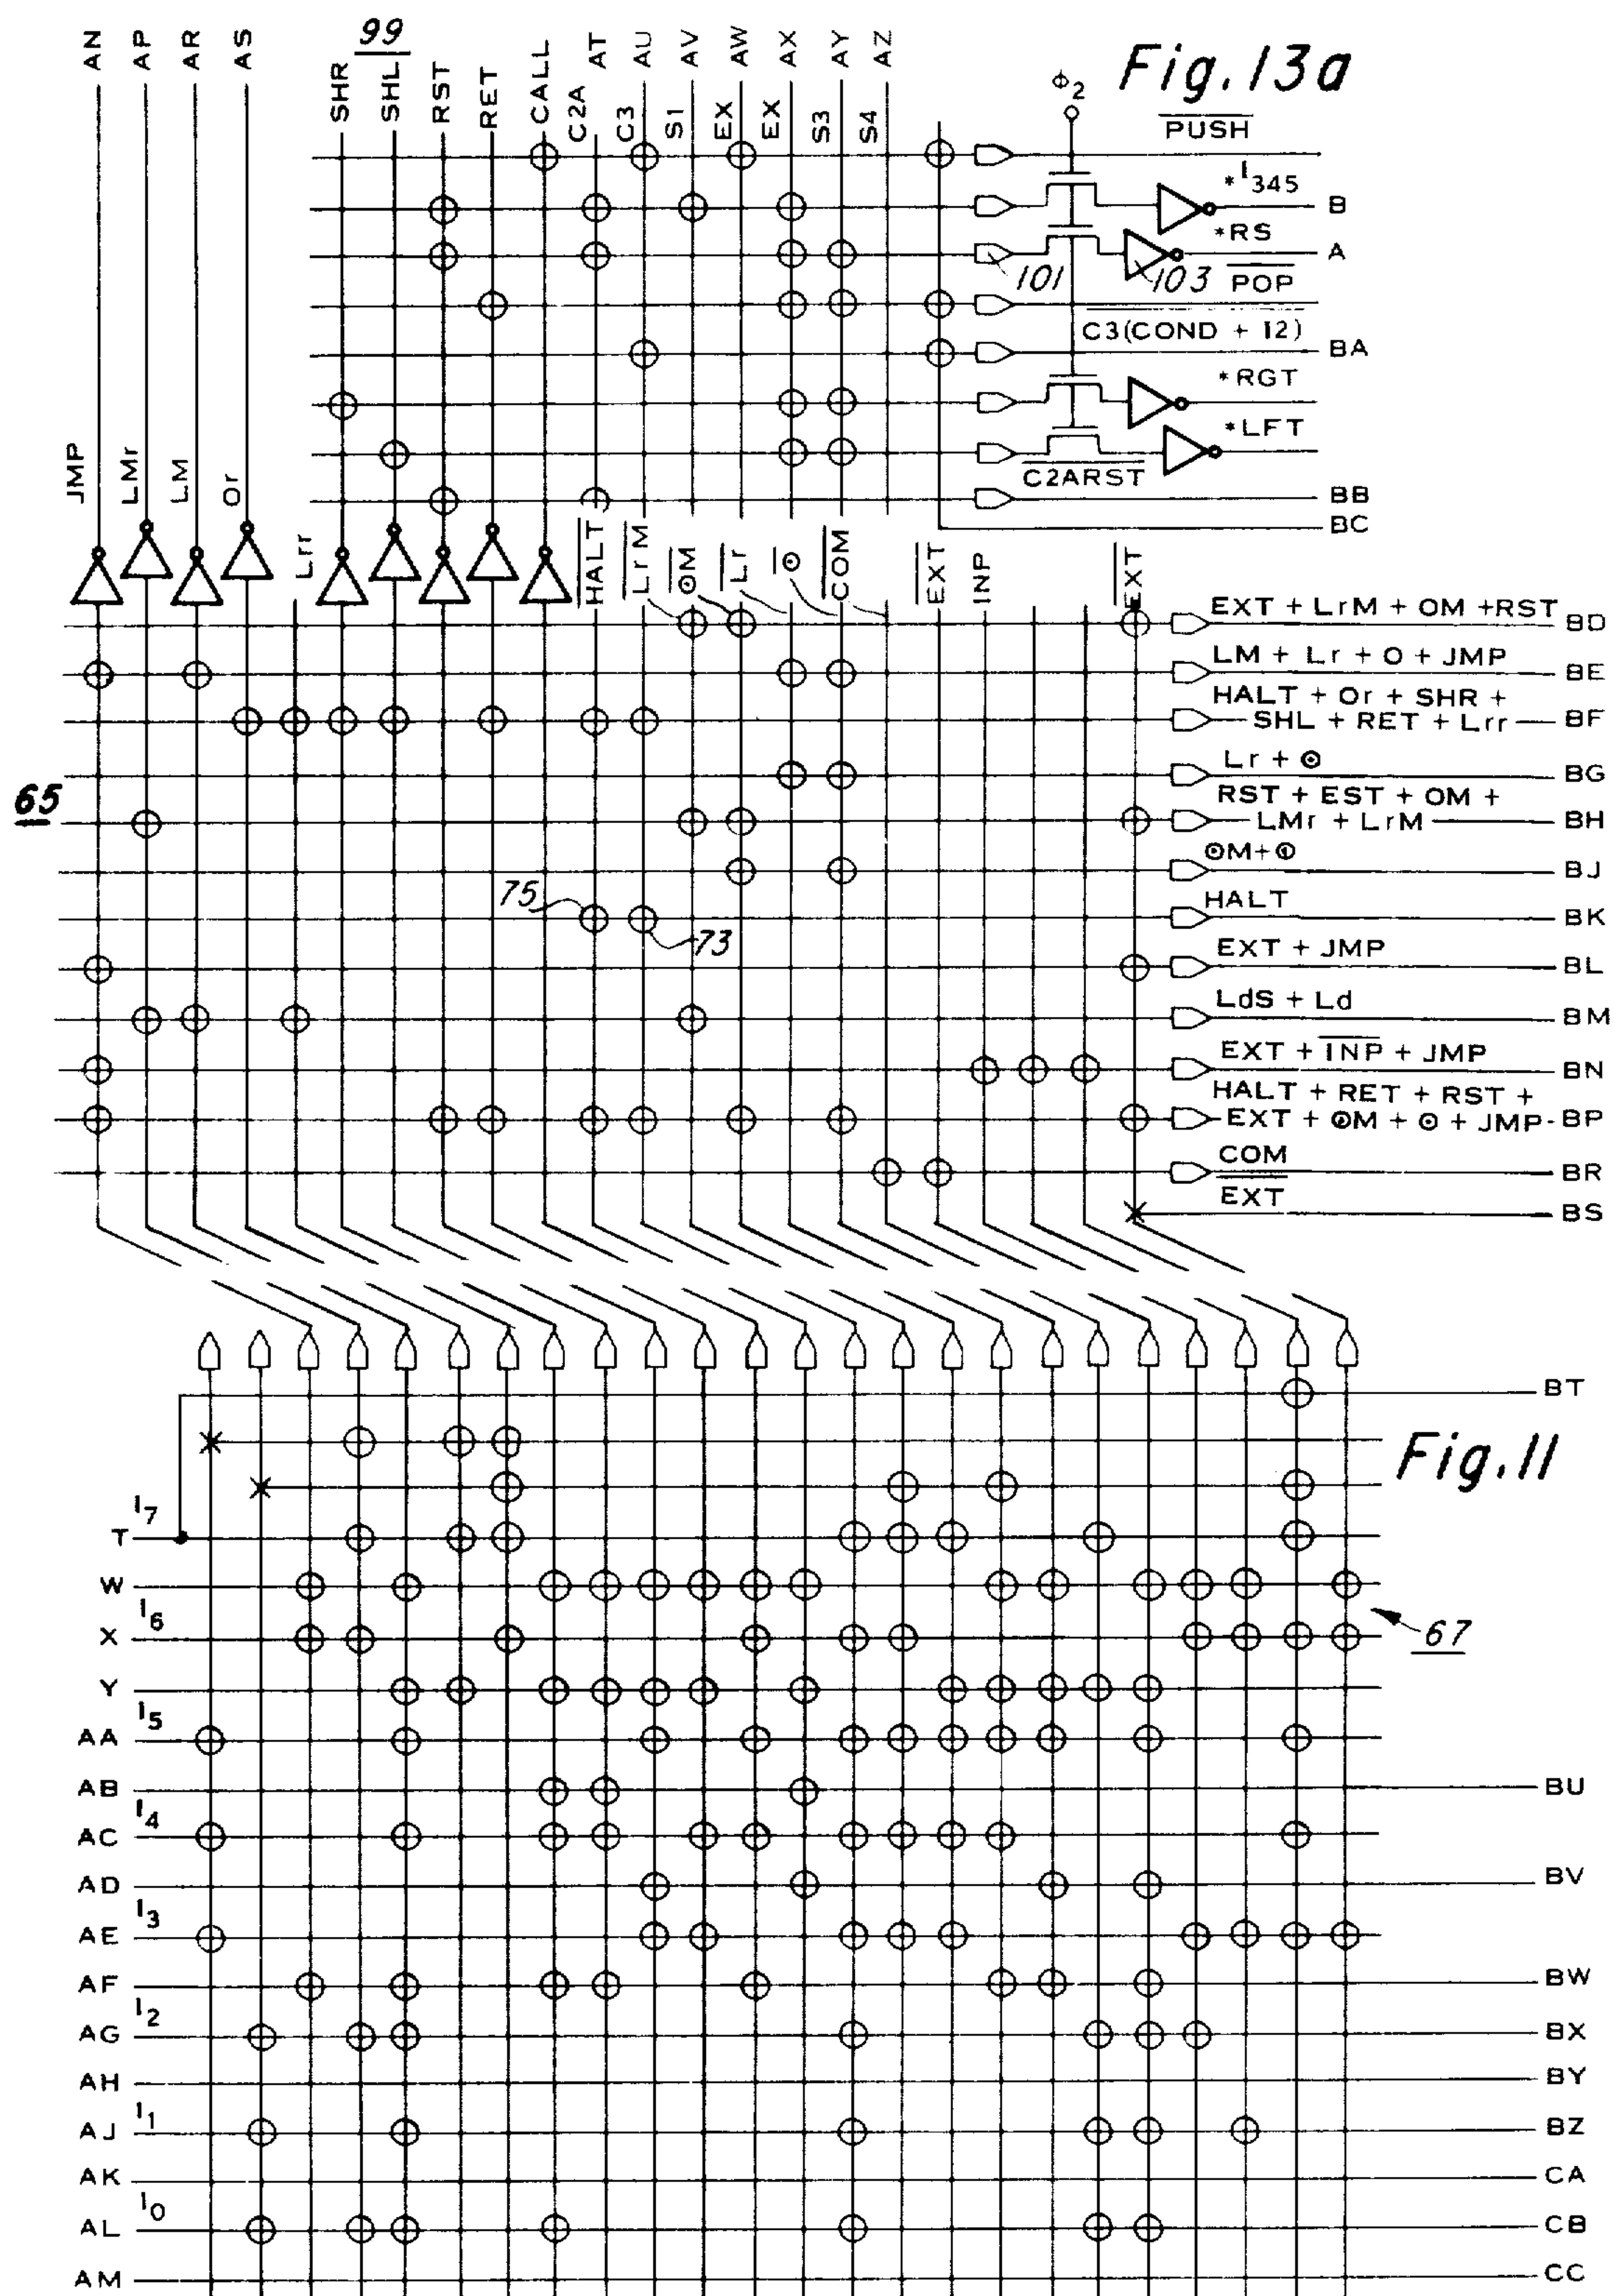 AN AP AR AS 99 SHR SHL RST RET CALL C2A AT C3 AU S1 AV EX AW EX AX S3 AY S4 AZ
Fig.13a
φ2
PUSH
*I345 B
*RS A
101 103 POP
C3(COND + I2)
BA
*RGT
*LFT
C2ARST
BB
BC
JMP LMr LM Or Lrr HALT LrM ⊙M Lr ⊙ COM EXT INP EXT
EXT + LrM + OM +RST BD
LM + Lr + O + JMP BE
HALT + Or + SHR +
SHL + RET + Lrr BF
Lr + ⊙ BG
65
RST + EST + OM +
LMr + LrM BH
⊙M+⊙ BJ
75 73 HALT BK
EXT + JMP BL
LdS + Ld BM
EXT + INP + JMP BN
HALT + RET + RST +
EXT + ⊙M + ⊙ + JMP BP
COM BR
EXT BS
BT
Fig.11
T I7
W
X I6
67
Y
AA I5
AB BU
AC I4
AD BV
AE I3
AF BW
AG I2 BX
AH BY
AJ I1 BZ
AK CA
AL I0 CB
AM CC